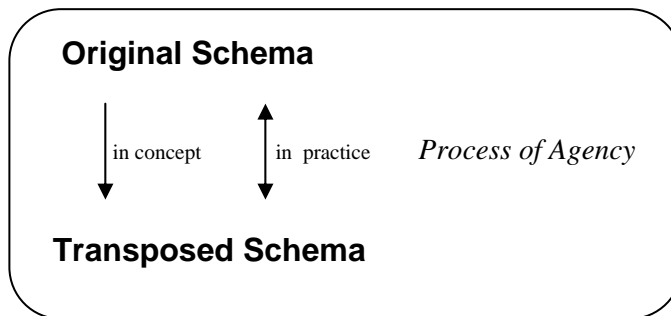 Original Schema
in concept
in practice
Process of Agency
Transposed Schema